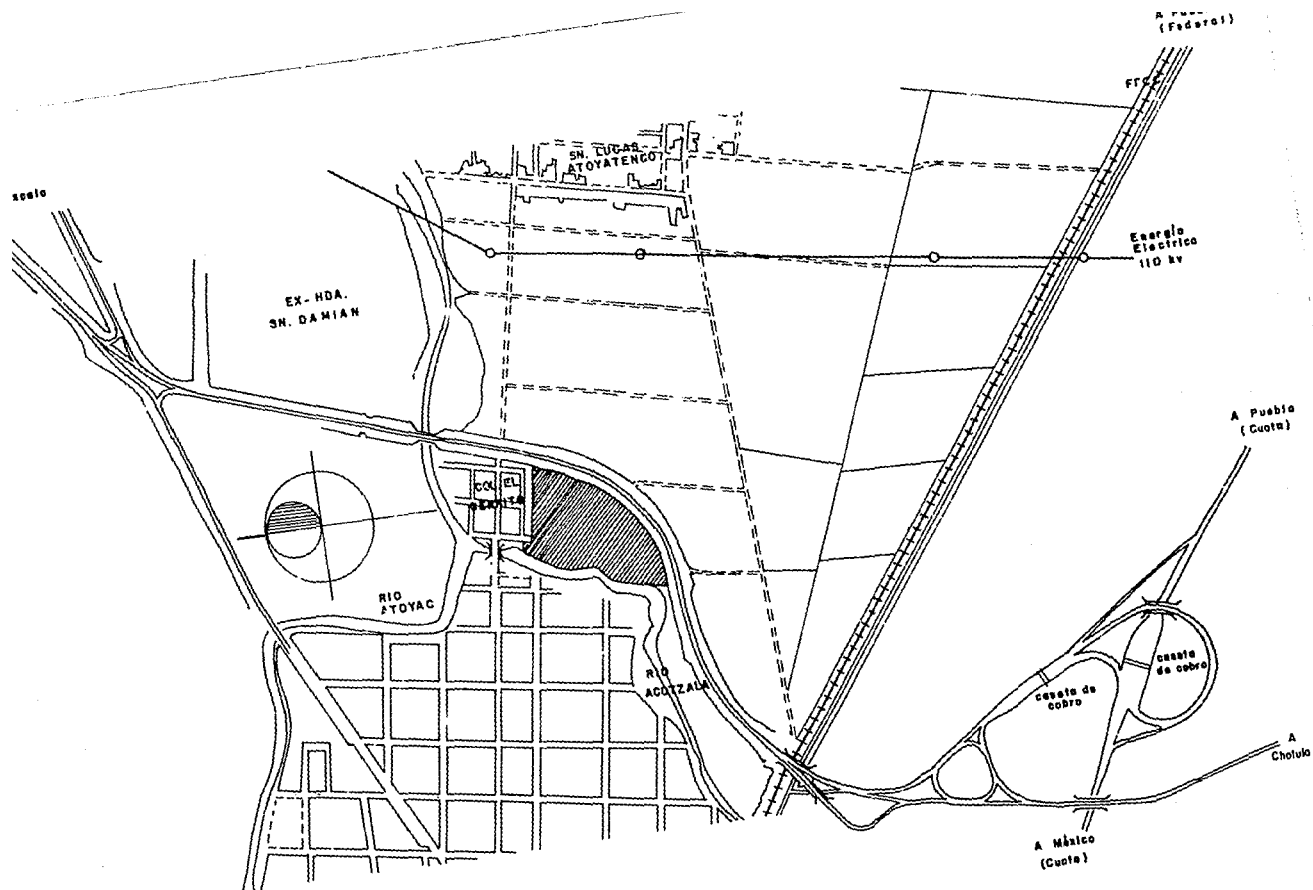 (Federal)
FFCC
SN. LUCAS
ATOYATENCO
xcala
Energia
Electrica
110 kv
EX-HDA.
SN. DAMIAN
A Puebla
(Cuota)
COL. EL
RIO
ATOYAC
RIO
ACOTZALA
caseta
de cobro
caseta de
cobro
A
Cholula
A México
(Cuota)